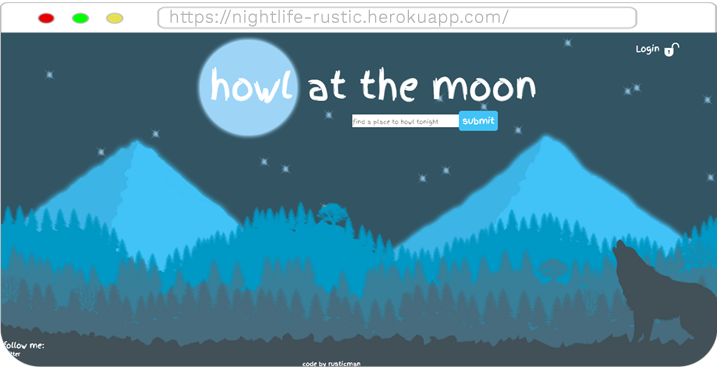 https://nightlife-rustic.herokuapp.com/
Login
howl at the moon
find a place to howl tonight
submit
follow me:
code by rusticman